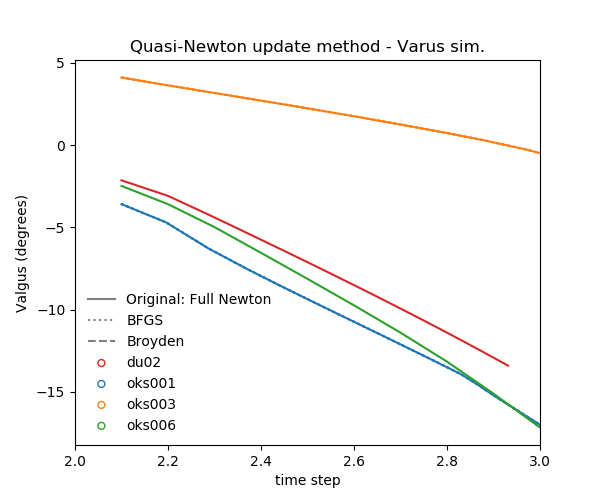 Quasi-Newton update method - Varus sim.
5
0
−5
−10
−15
Valgus (degrees)
Original: Full Newton
BFGS
Broyden
du02
oks001
oks003
oks006
2.0 2.2 2.4 2.6 2.8 3.0
time step